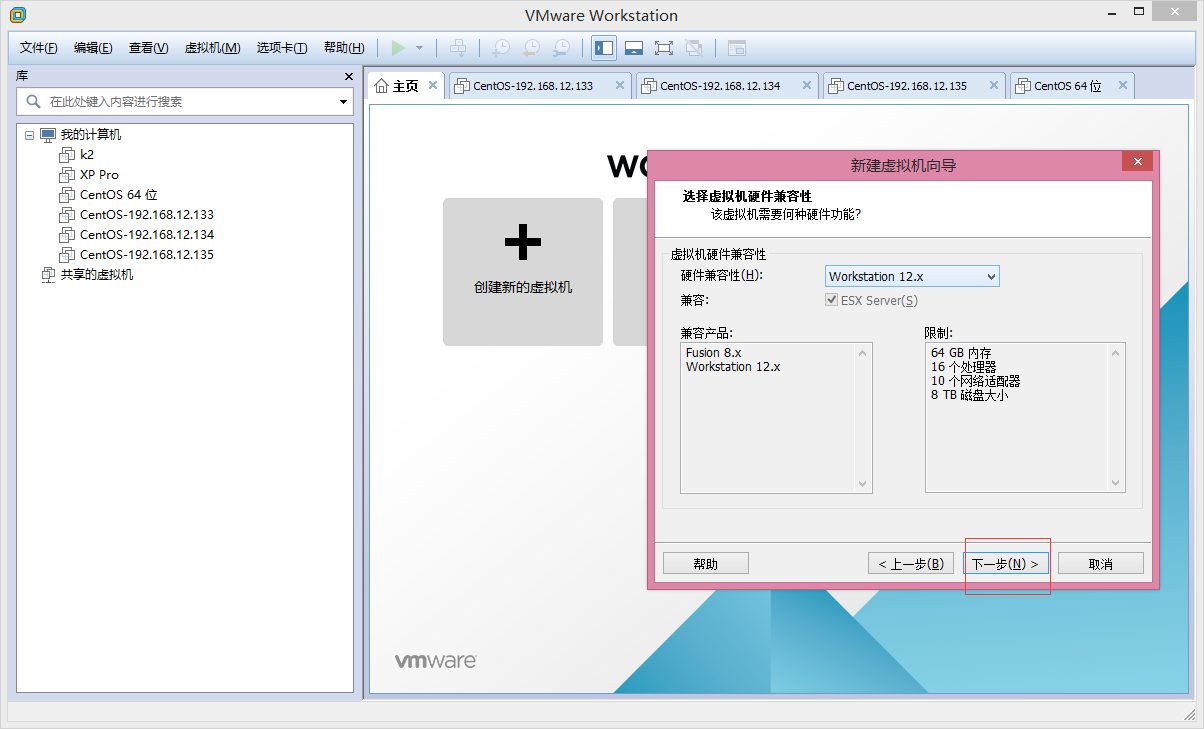 VMware Workstation
文件(F) 编辑(E) 查看(V) 虚拟机(M) 选项卡(T) 帮助(H)
库
在此处键入内容进行搜索
我的计算机
k2
XP Pro
CentOS 64 位
CentOS-192.168.12.133
CentOS-192.168.12.134
CentOS-192.168.12.135
共享的虚拟机
主页 CentOS-192.168.12.133 CentOS-192.168.12.134 CentOS-192.168.12.135 CentOS 64 位
创建新的虚拟机
新建虚拟机向导
选择虚拟机硬件兼容性
该虚拟机需要何种硬件功能?
虚拟机硬件兼容性
硬件兼容性(H): Workstation 12.x
兼容: ESX Server(S)
兼容产品:
Fusion 8.x
Workstation 12.x
限制:
64 GB 内存
16 个处理器
10 个网络适配器
8 TB 磁盘大小
帮助 < 上一步(B) 下一步(N) > 取消
vmware